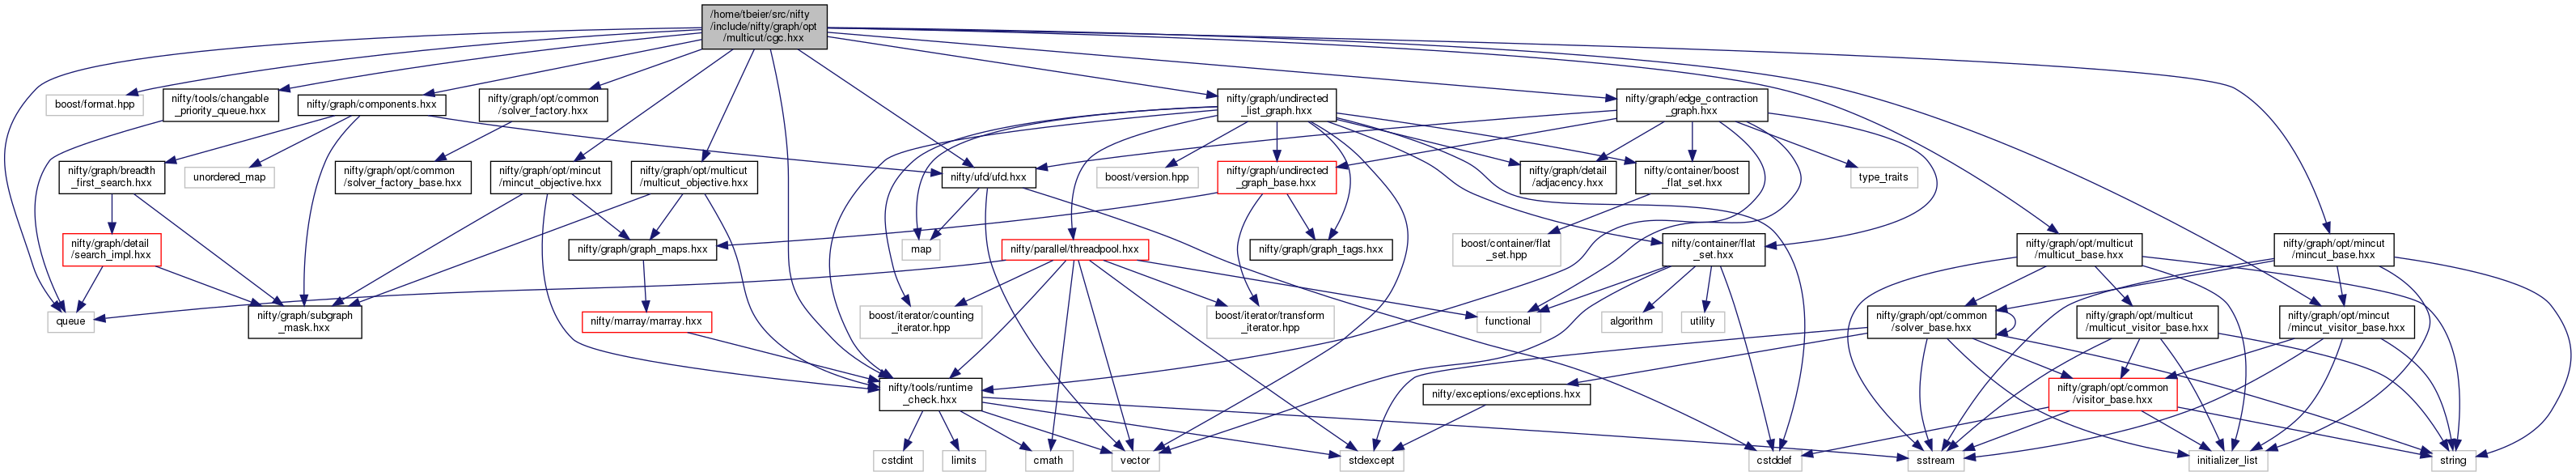 /home/tbeier/src/nifty
/include/nifty/graph/opt
/multicut/cgc.hxx
boost/format.hpp
nifty/tools/changable
_priority_queue.hxx
nifty/graph/components.hxx
nifty/graph/opt/common
/solver_factory.hxx
nifty/graph/undirected
_list_graph.hxx
nifty/graph/edge_contraction
_graph.hxx
nifty/graph/breadth
_first_search.hxx
unordered_map
nifty/graph/opt/common
/solver_factory_base.hxx
nifty/graph/opt/mincut
/mincut_objective.hxx
nifty/graph/opt/multicut
/multicut_objective.hxx
nifty/ufd/ufd.hxx
boost/version.hpp
nifty/graph/undirected
_graph_base.hxx
nifty/graph/detail
/adjacency.hxx
nifty/container/boost
_flat_set.hxx
type_traits
nifty/graph/detail
/search_impl.hxx
nifty/graph/graph_maps.hxx
map
nifty/parallel/threadpool.hxx
nifty/graph/graph_tags.hxx
boost/container/flat
_set.hpp
nifty/container/flat
_set.hxx
nifty/graph/opt/multicut
/multicut_base.hxx
nifty/graph/opt/mincut
/mincut_base.hxx
queue
nifty/graph/subgraph
_mask.hxx
nifty/marray/marray.hxx
boost/iterator/counting
_iterator.hpp
boost/iterator/transform
_iterator.hpp
functional
algorithm
utility
nifty/graph/opt/common
/solver_base.hxx
nifty/graph/opt/multicut
/multicut_visitor_base.hxx
nifty/graph/opt/mincut
/mincut_visitor_base.hxx
nifty/tools/runtime
_check.hxx
nifty/exceptions/exceptions.hxx
nifty/graph/opt/common
/visitor_base.hxx
cstdint
limits
cmath
vector
stdexcept
cstddef
sstream
initializer_list
string